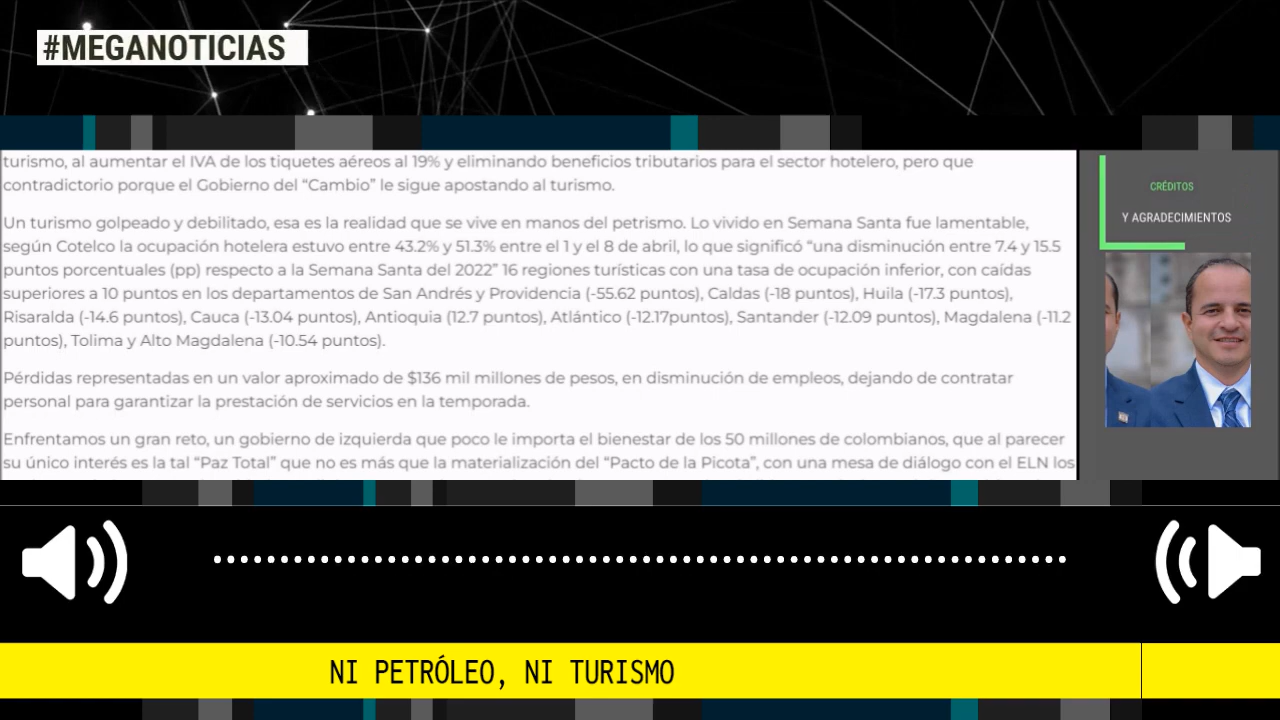 #MEGANOTICIAS
turismo, al aumentar el IVA de los tiquetes aéreos al 19% y eliminando beneficios tributarios para el sector hotelero, pero que
contradictorio porque el Gobierno del “Cambio” le sigue apostando al turismo.
Un turismo golpeado y debilitado, esa es la realidad que se vive en manos del petrismo. Lo vivido en Semana Santa fue lamentable,
según Cotelco la ocupación hotelera estuvo entre 43.2% y 51.3% entre el 1 y el 8 de abril, lo que significó “una disminución entre 7.4 y 15.5
puntos porcentuales (pp) respecto a la Semana Santa del 2022” 16 regiones turísticas con una tasa de ocupación inferior, con caídas
superiores a 10 puntos en los departamentos de San Andrés y Providencia (-55.62 puntos), Caldas (-18 puntos), Huila (-17.3 puntos),
Risaralda (-14.6 puntos), Cauca (-13.04 puntos), Antioquia (12.7 puntos), Atlántico (-12.17puntos), Santander (-12.09 puntos), Magdalena (-11.2
puntos), Tolima y Alto Magdalena (-10.54 puntos).
Pérdidas representadas en un valor aproximado de $136 mil millones de pesos, en disminución de empleos, dejando de contratar
personal para garantizar la prestación de servicios en la temporada.
Enfrentamos un gran reto, un gobierno de izquierda que poco le importa el bienestar de los 50 millones de colombianos, que al parecer
su único interés es la tal “Paz Total” que no es más que la materialización del “Pacto de la Picota”, con una mesa de diálogo con el ELN los
CRÉDITOS
Y AGRADECIMIENTOS
NI PETRÓLEO, NI TURISMO